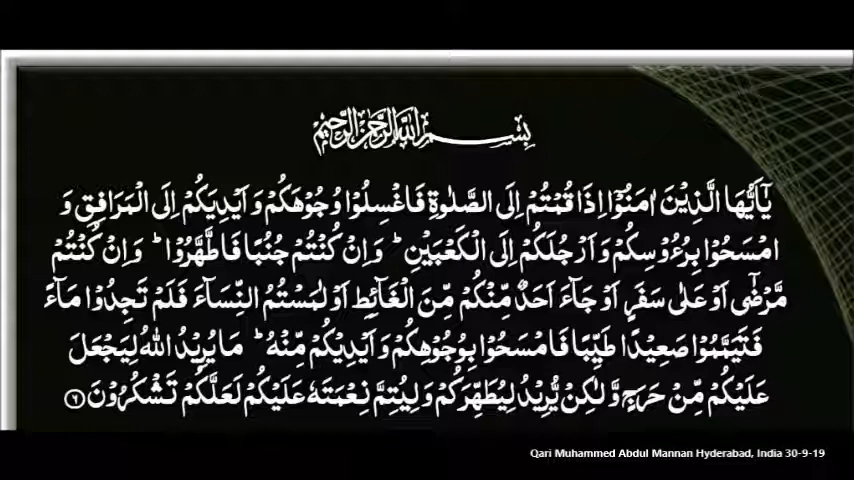 بِسْمِ اللّٰهِ الرَّحْمٰنِ الرَّحِيْمِ
يٰۤاَيُّهَا الَّذِيْنَ اٰمَنُوْۤا اِذَا قُمْتُمْ اِلَى الصَّلٰوةِ فَاغْسِلُوْا وُجُوْهَكُمْ وَ اَيْدِيَكُمْ اِلَى الْمَرَافِقِ وَ
امْسَحُوْا بِرُءُوْسِكُمْ وَ اَرْجُلَكُمْ اِلَى الْكَعْبَيْنِ ؕ وَ اِنْ كُنْتُمْ جُنُبًا فَاطَّهَّرُوْا ؕ وَ اِنْ كُنْتُمْ
مَّرْضٰۤى اَوْ عَلٰى سَفَرٍ اَوْ جَآءَ اَحَدٌ مِّنْكُمْ مِّنَ الْغَآئِطِ اَوْ لٰمَسْتُمُ النِّسَآءَ فَلَمْ تَجِدُوْا مَآءً
فَتَيَمَّمُوْا صَعِيْدًا طَيِّبًا فَامْسَحُوْا بِوُجُوْهِكُمْ وَ اَيْدِيْكُمْ مِّنْهُ ؕ مَا يُرِيْدُ اللّٰهُ لِيَجْعَلَ
عَلَيْكُمْ مِّنْ حَرَجٍ وَّ لٰكِنْ يُّرِيْدُ لِيُطَهِّرَكُمْ وَ لِيُتِمَّ نِعْمَتَهٗ عَلَيْكُمْ لَعَلَّكُمْ تَشْكُرُوْنَ ﴿۶﴾
Qari Muhammed Abdul Mannan Hyderabad, India 30-9-19